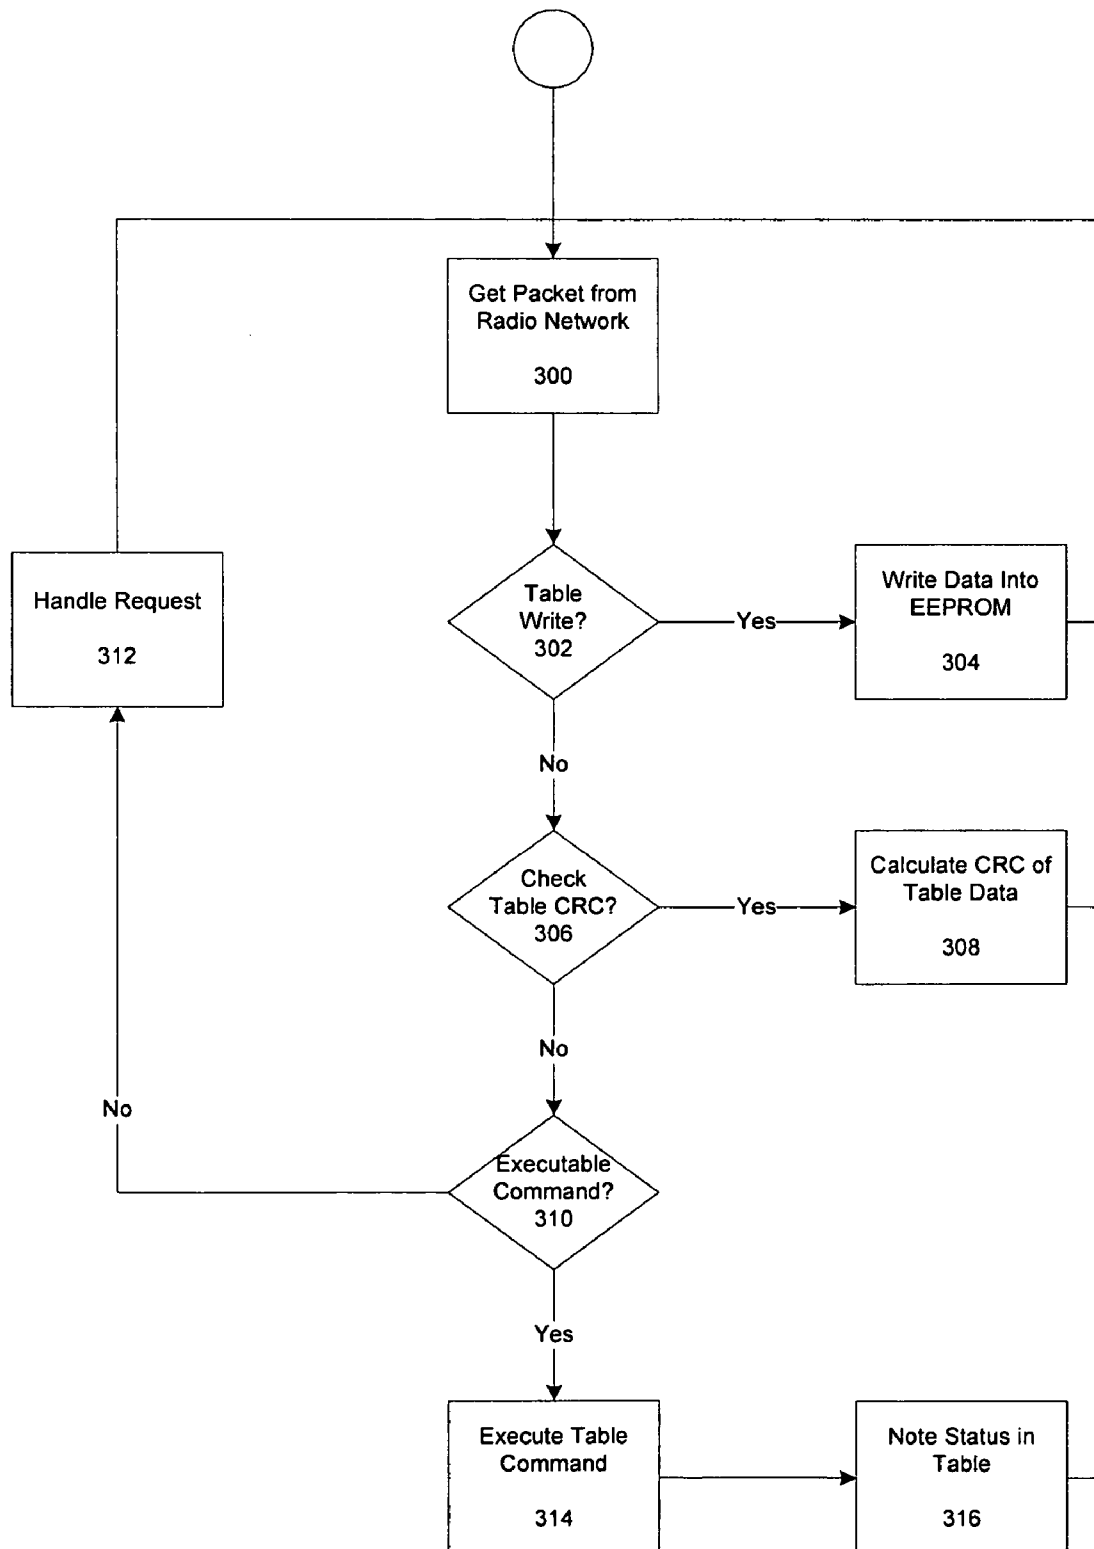 Get Packet from
Radio Network
300
Table
Write?
302
Yes
Write Data Into
EEPROM
304
Handle Request
312
No
Check
Table CRC?
306
Yes
Calculate CRC of
Table Data
308
No
No
Executable
Command?
310
Yes
Execute Table
Command
314
Note Status in
Table
316